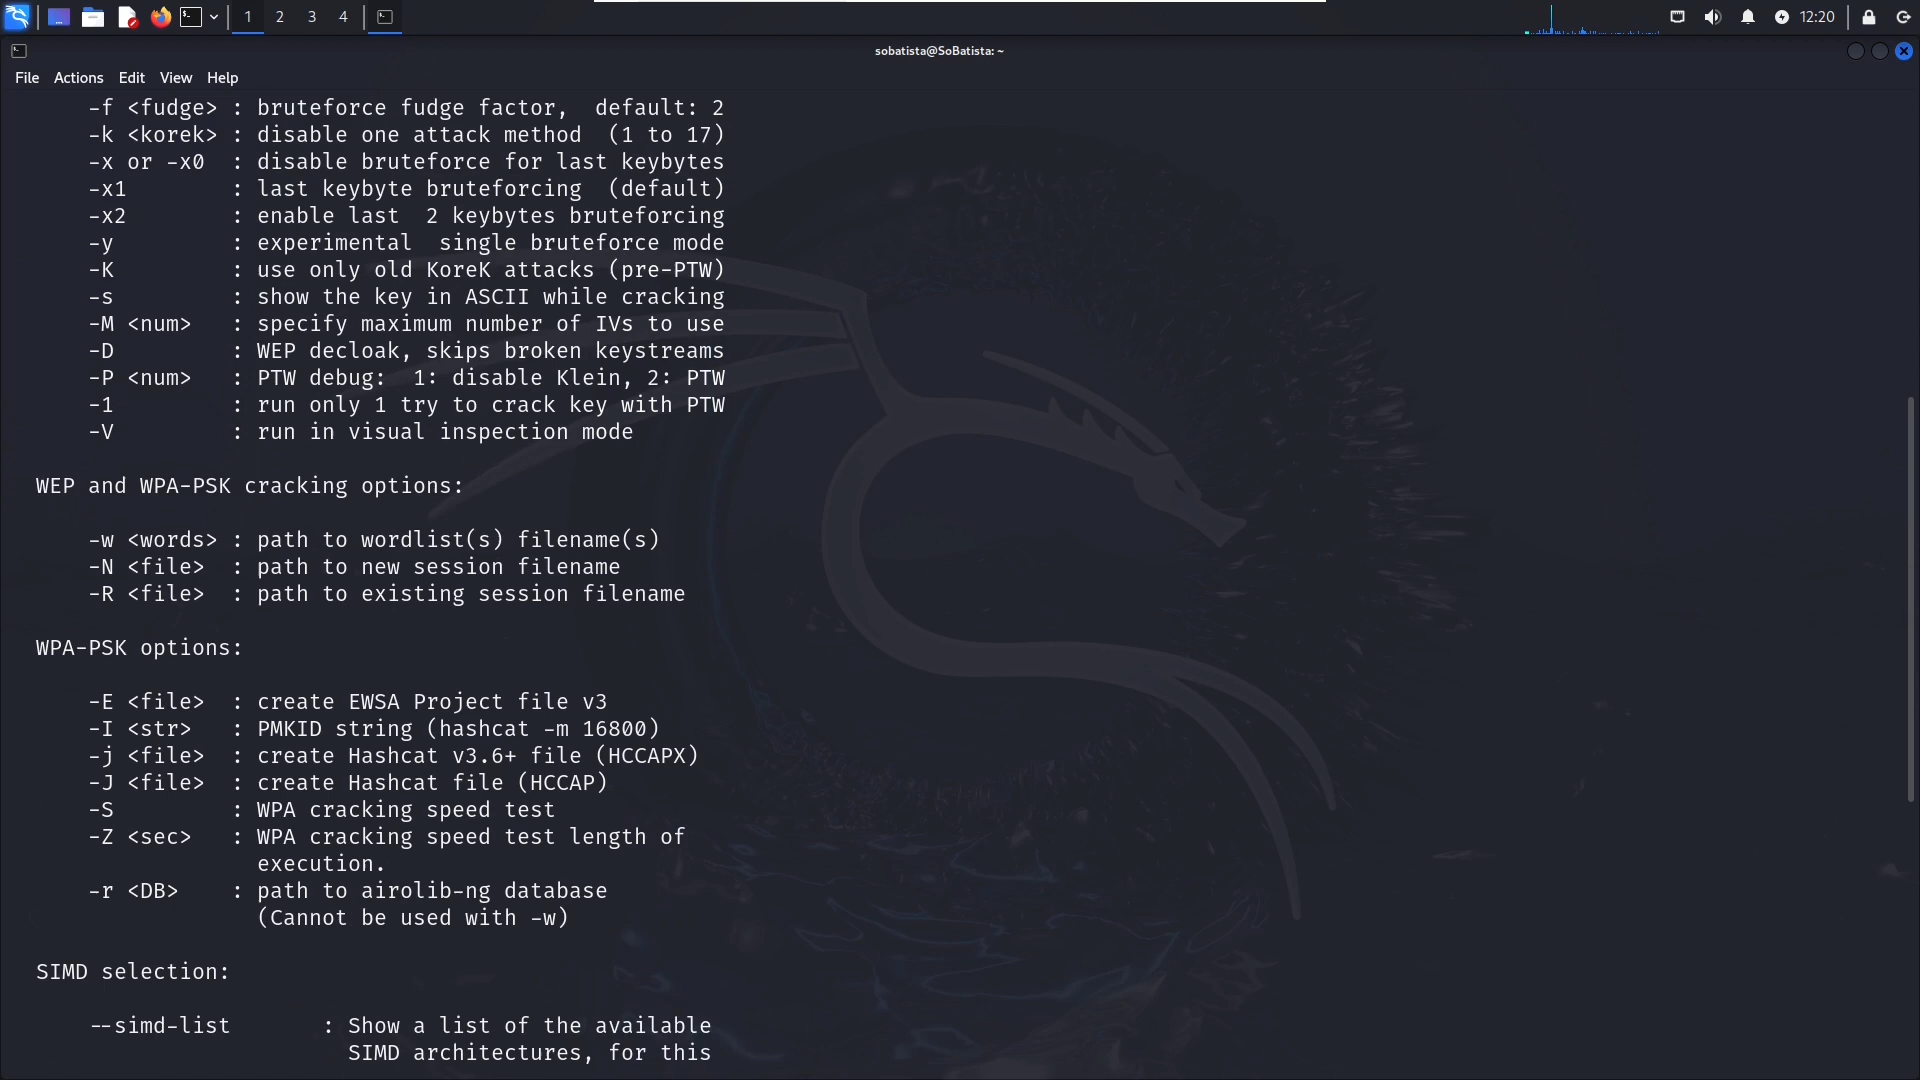 1 2 3 4 12:20
sobatista@SoBatista: ~
File Actions Edit View Help
-f <fudge> : bruteforce fudge factor,  default: 2
-k <korek> : disable one attack method  (1 to 17)
-x or -x0  : disable bruteforce for last keybytes
-x1        : last keybyte bruteforcing  (default)
-x2        : enable last  2 keybytes bruteforcing
-y         : experimental  single bruteforce mode
-K         : use only old KoreK attacks (pre-PTW)
-s         : show the key in ASCII while cracking
-M <num>   : specify maximum number of IVs to use
-D         : WEP decloak, skips broken keystreams
-P <num>   : PTW debug:  1: disable Klein, 2: PTW
-1         : run only 1 try to crack key with PTW
-V         : run in visual inspection mode
WEP and WPA-PSK cracking options:
-w <words> : path to wordlist(s) filename(s)
-N <file>  : path to new session filename
-R <file>  : path to existing session filename
WPA-PSK options:
-E <file>  : create EWSA Project file v3
-I <str>   : PMKID string (hashcat -m 16800)
-j <file>  : create Hashcat v3.6+ file (HCCAPX)
-J <file>  : create Hashcat file (HCCAP)
-S         : WPA cracking speed test
-Z <sec>   : WPA cracking speed test length of
execution.
-r <DB>    : path to airolib-ng database
(Cannot be used with -w)
SIMD selection:
--simd-list       : Show a list of the available
SIMD architectures, for this